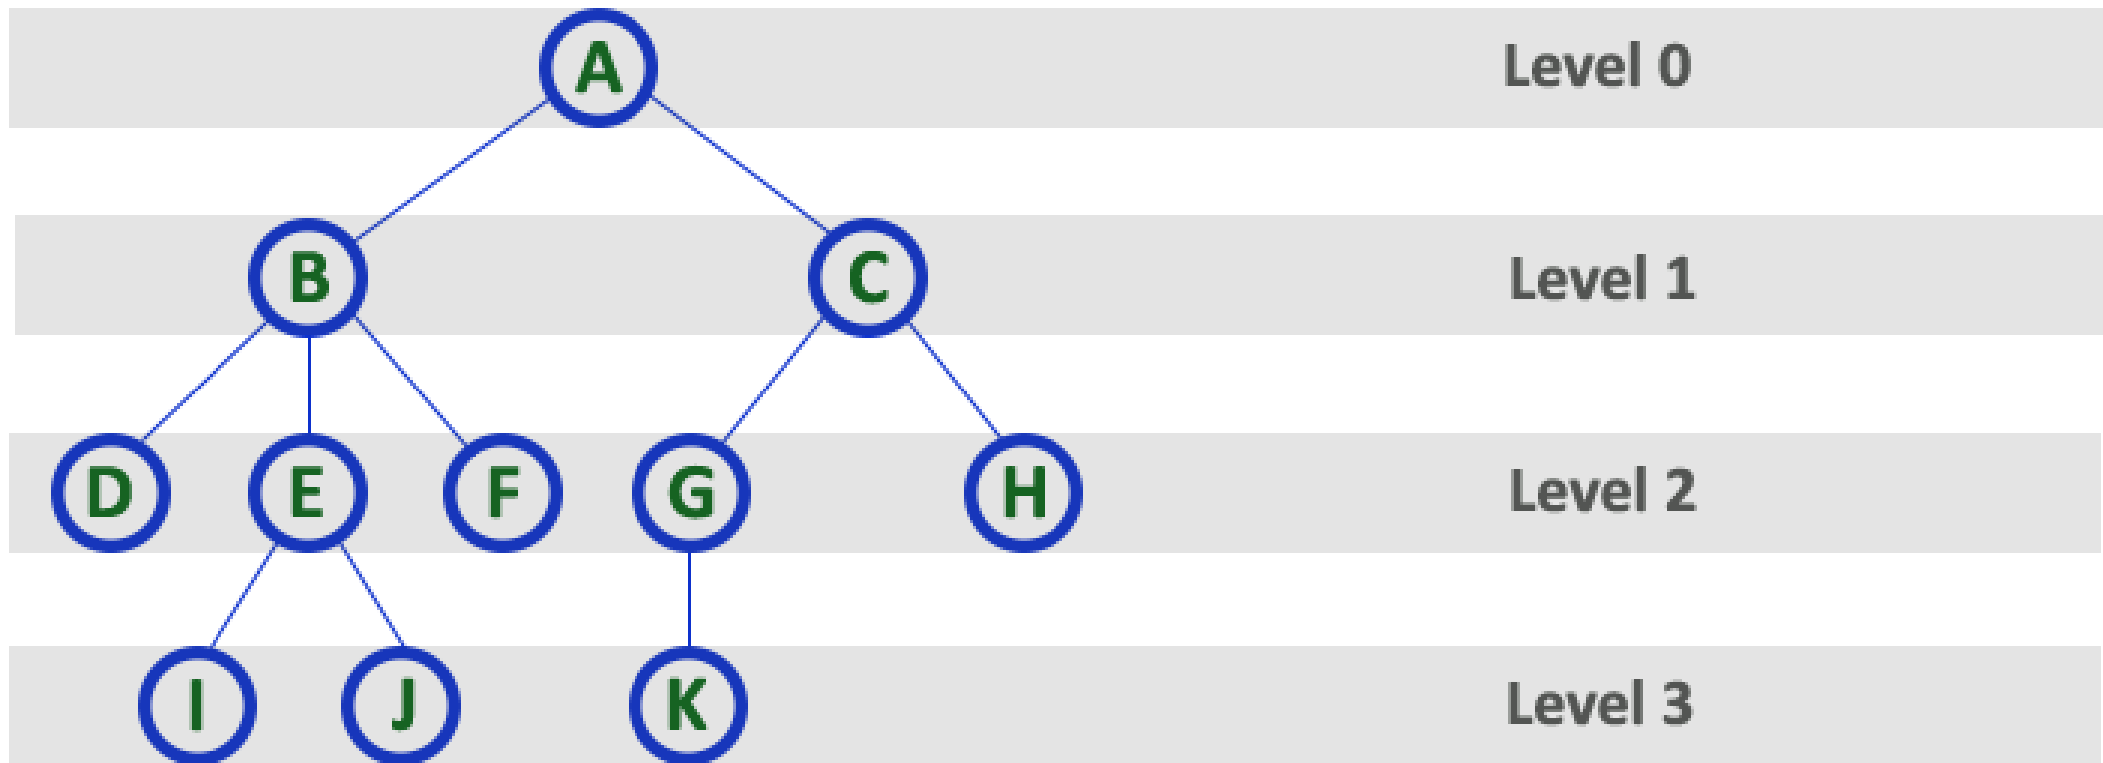 A Level 0
B C Level 1
D E F G H Level 2
I J K Level 3